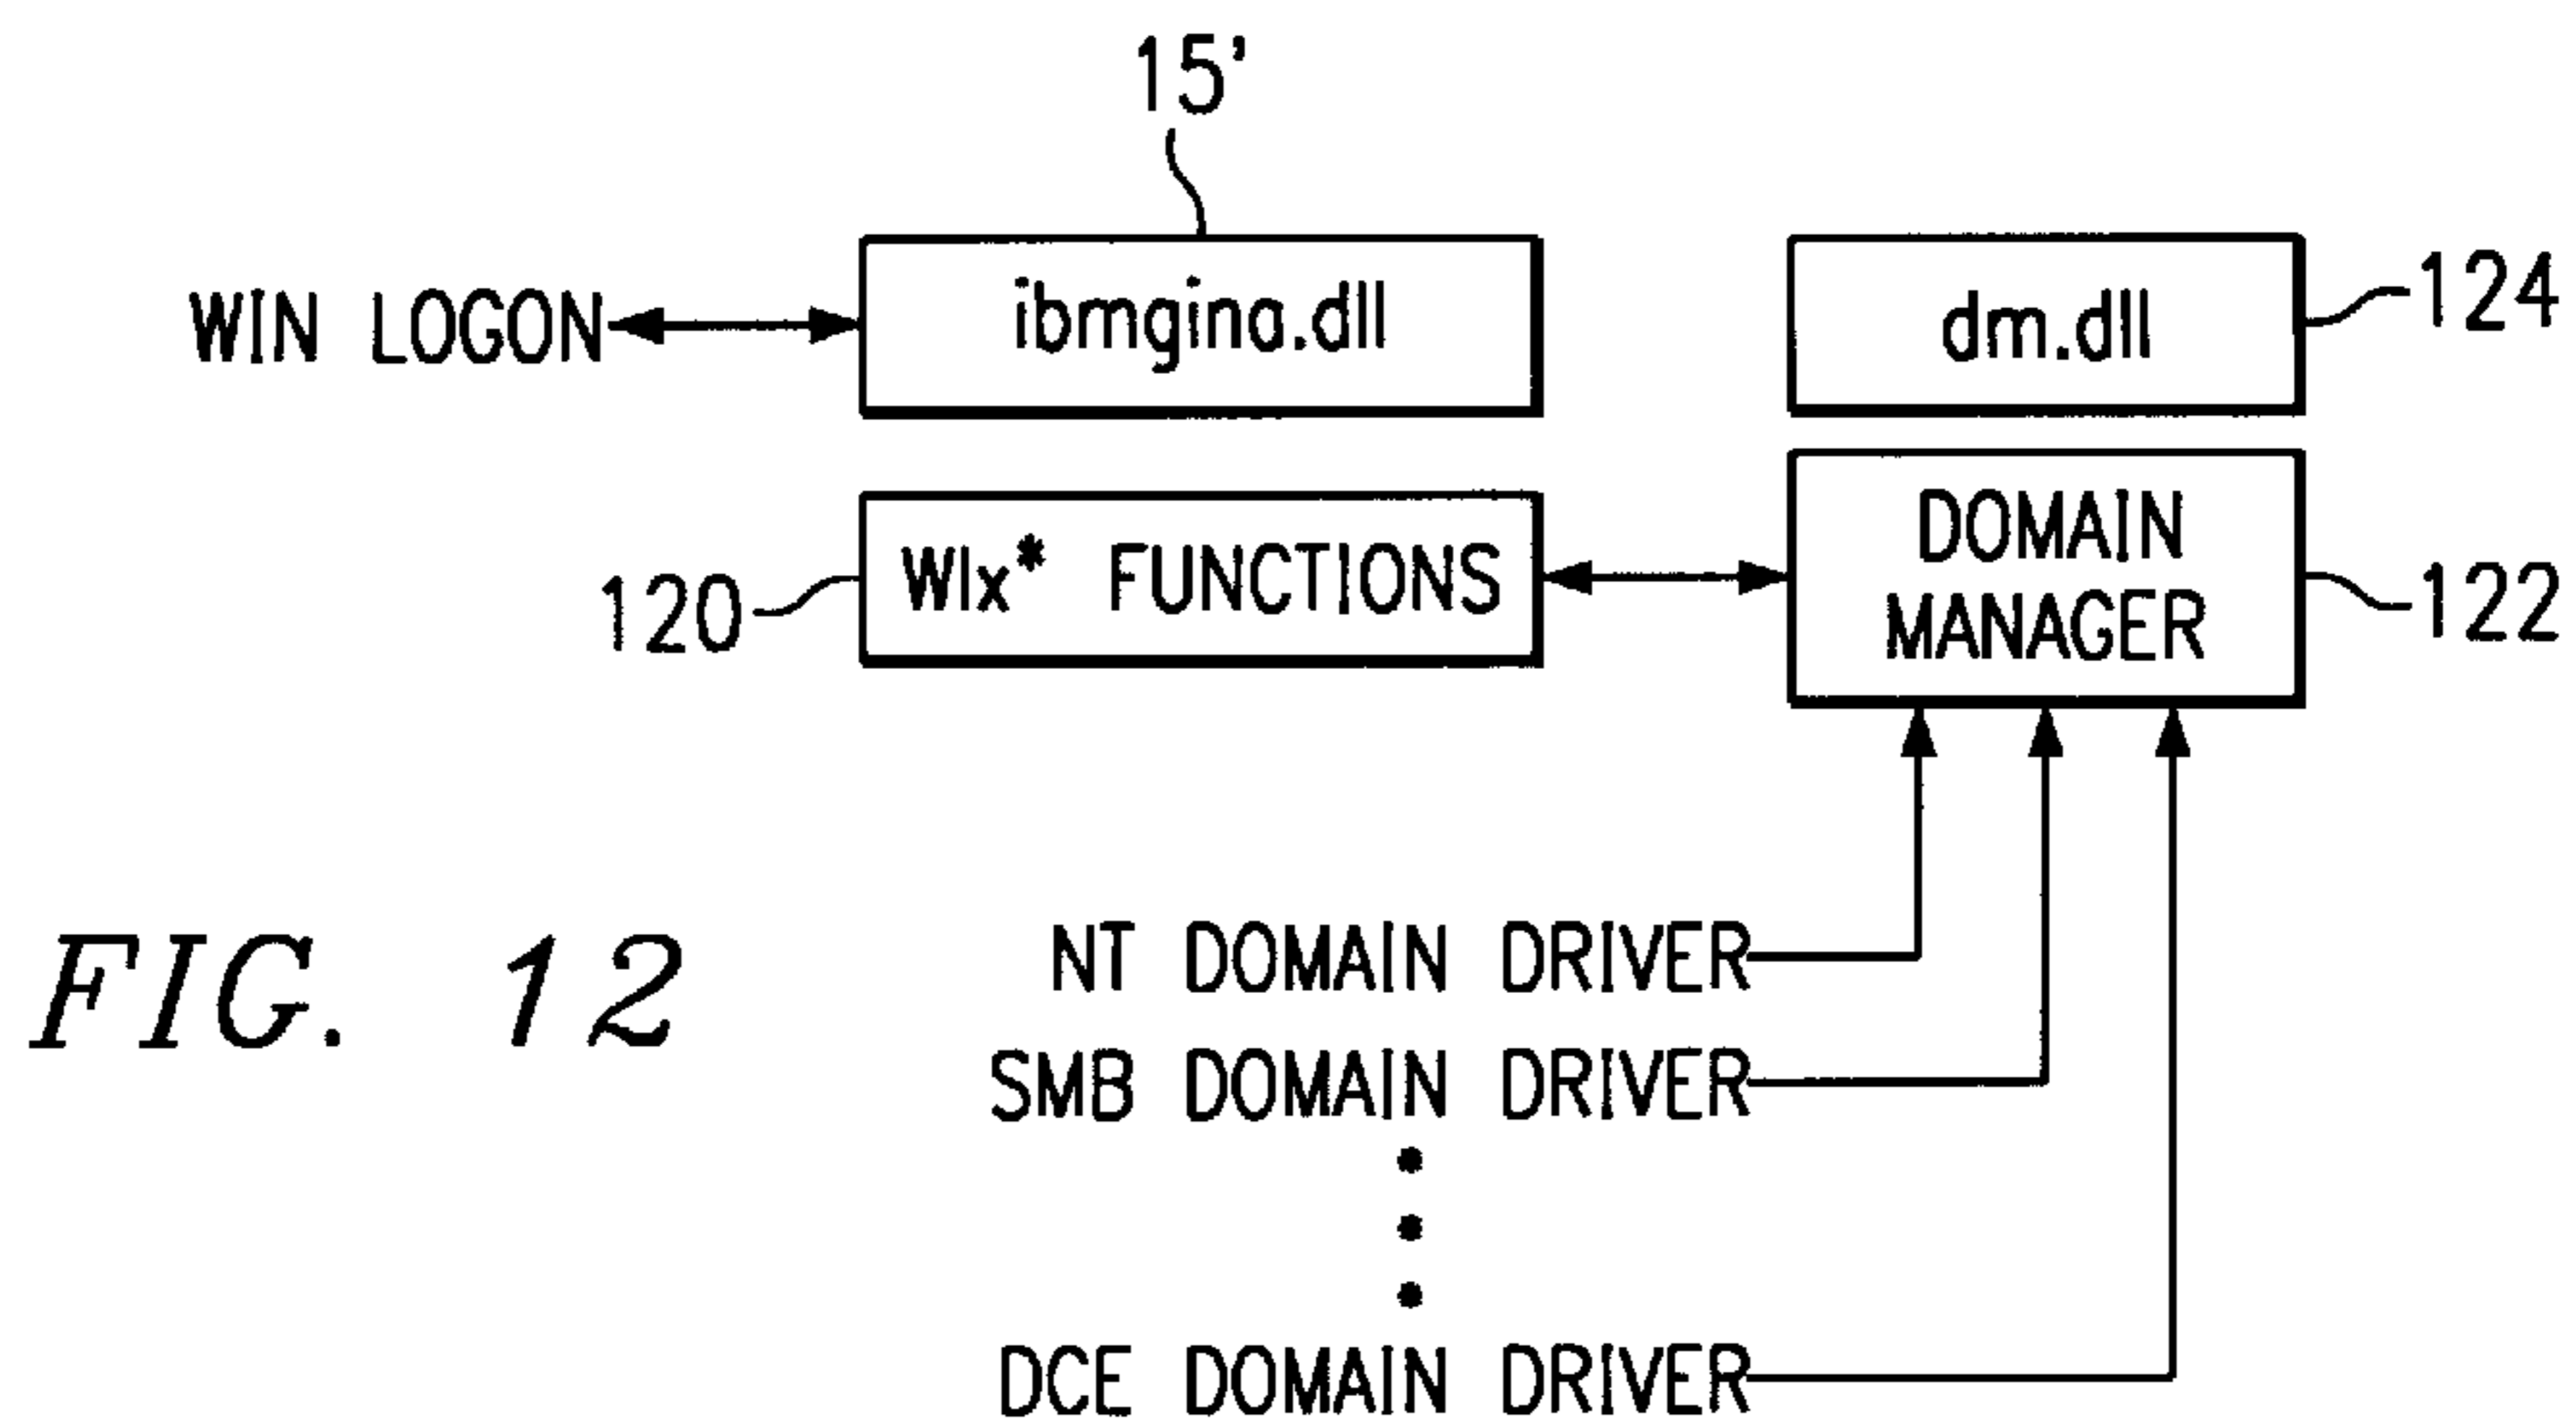 15'
WIN LOGON
ibmgina.dll
dm.dll
124
120
Wlx* FUNCTIONS
DOMAIN
MANAGER
122
NT DOMAIN DRIVER
FIG. 12
SMB DOMAIN DRIVER
DCE DOMAIN DRIVER